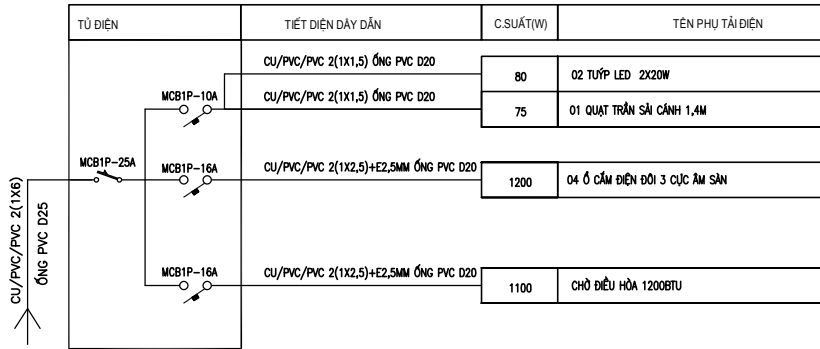 TỦ ĐIỆN
TIẾT DIỆN DÂY DẪN
C.SUẤT(W)
TÊN PHỤ TẢI ĐIỆN
CU/PVC/PVC 2(1X1,5) ỐNG PVC D20
80
02 TUÝP LED 2X20W
MCB1P-10A
CU/PVC/PVC 2(1X1,5) ỐNG PVC D20
75
01 QUẠT TRẦN SẢI CÁNH 1,4M
MCB1P-25A
MCB1P-16A
CU/PVC/PVC 2(1X2,5)+E2,5MM ỐNG PVC D20
1200
04 Ổ CẮM ĐIỆN ĐÔI 3 CỰC ÂM SÀN
MCB1P-16A
CU/PVC/PVC 2(1X2,5)+E2,5MM ỐNG PVC D20
1100
CHỜ ĐIỀU HÒA 1200BTU
CU/PVC/PVC 2(1X6)
ỐNG PVC D25